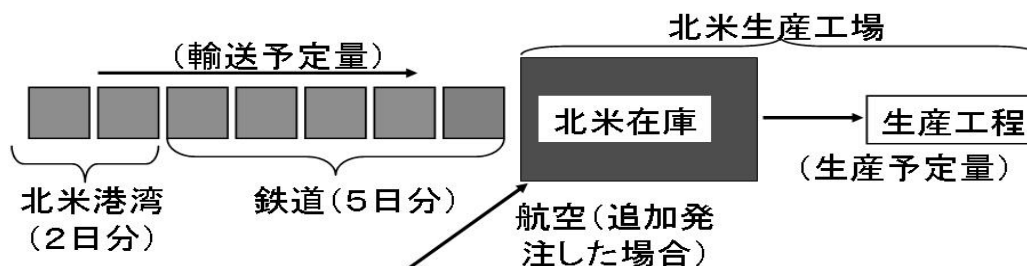 北米生産工場
(輸送予定量)
北米在庫
生産工程
(生産予定量)
北米港湾
(2日分)
鉄道(5日分)
航空(追加発
注した場合)